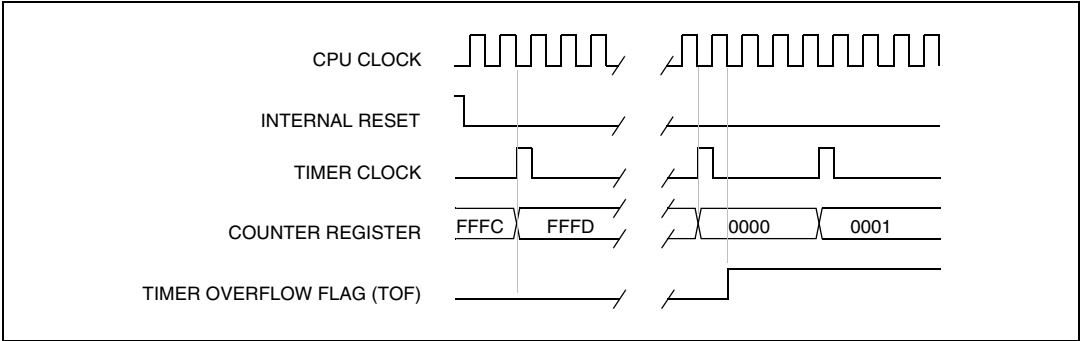 CPU CLOCK
INTERNAL RESET
TIMER CLOCK
COUNTER REGISTER FFFC FFFD 0000 0001
TIMER OVERFLOW FLAG (TOF)